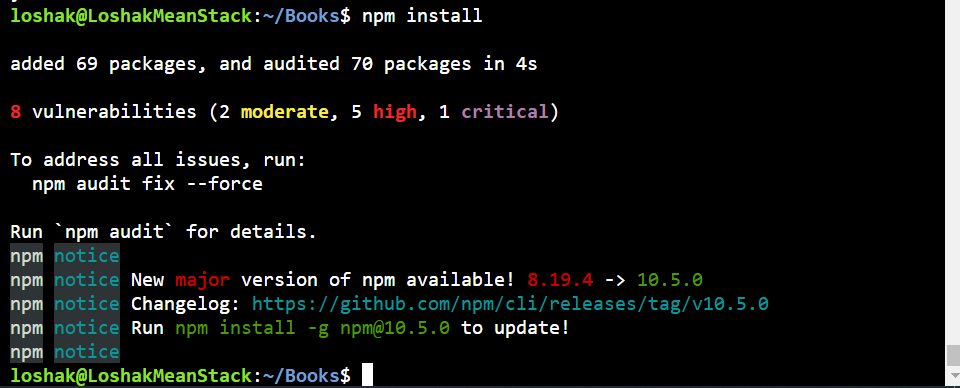 loshak@LoshakMeanStack:~/Books$ npm install
added 69 packages, and audited 70 packages in 4s
8 vulnerabilities (2 moderate, 5 high, 1 critical)
To address all issues, run:
  npm audit fix --force
Run `npm audit` for details.
npm notice
npm notice New major version of npm available! 8.19.4 -> 10.5.0
npm notice Changelog: https://github.com/npm/cli/releases/tag/v10.5.0
npm notice Run npm install -g npm@10.5.0 to update!
npm notice
loshak@LoshakMeanStack:~/Books$